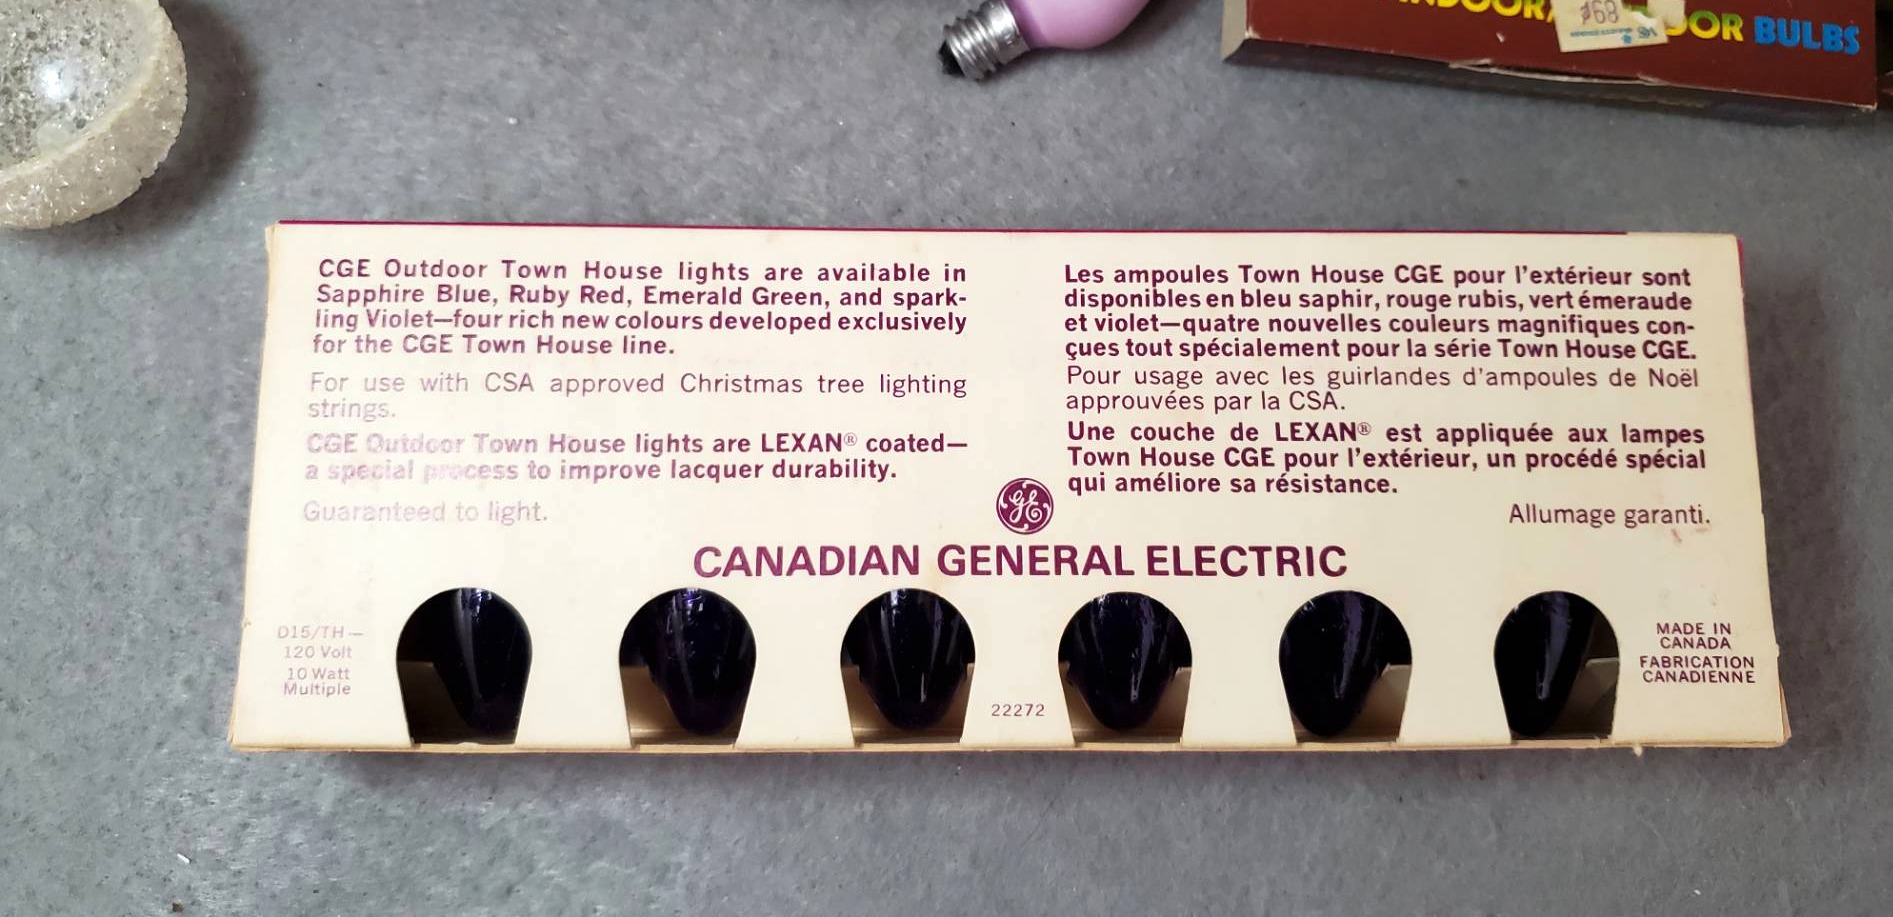 ¢69
OOR BULBS
CGE Outdoor Town House lights are available in
Sapphire Blue, Ruby Red, Emerald Green, and spark-
ling Violet—four rich new colours developed exclusively
for the CGE Town House line.
For use with CSA approved Christmas tree lighting
strings.
CGE Outdoor Town House lights are LEXAN® coated—
a special process to improve lacquer durability.
Guaranteed to light.
Les ampoules Town House CGE pour l'extérieur sont
disponibles en bleu saphir, rouge rubis, vert émeraude
et violet—quatre nouvelles couleurs magnifiques con-
çues tout spécialement pour la série Town House CGE.
Pour usage avec les guirlandes d'ampoules de Noël
approuvées par la CSA.
Une couche de LEXAN® est appliquée aux lampes
Town House CGE pour l'extérieur, un procédé spécial
qui améliore sa résistance.
Allumage garanti.
GE
CANADIAN GENERAL ELECTRIC
D15/TH—
120 Volt
10 Watt
Multiple
22272
MADE IN
CANADA
FABRICATION
CANADIENNE